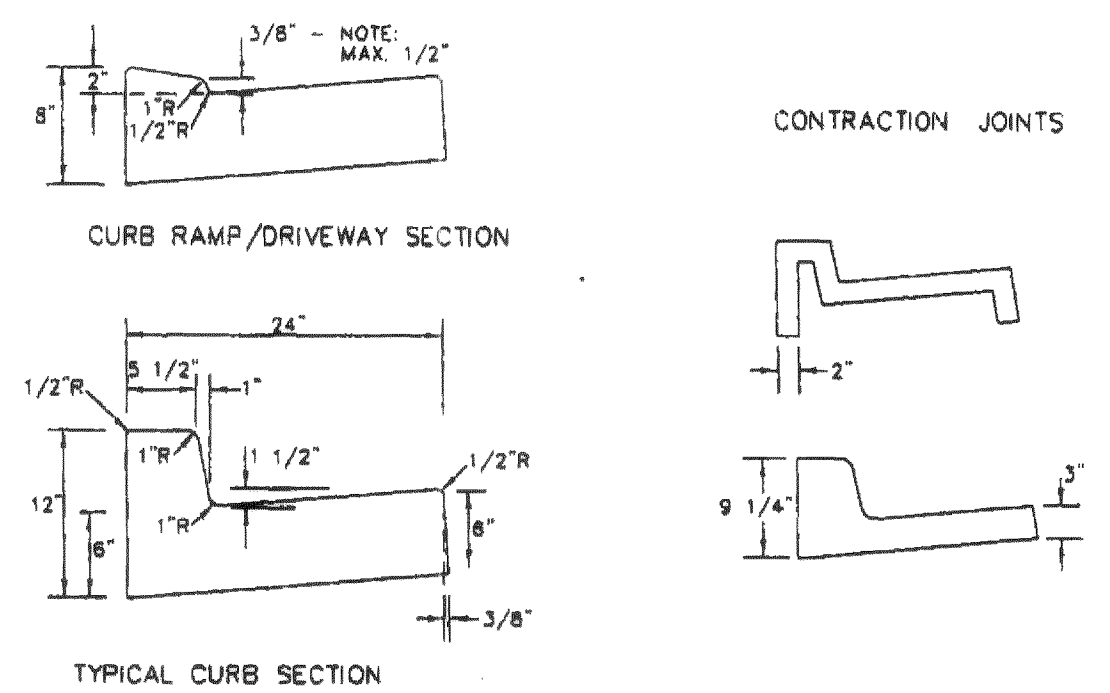 3/8" - NOTE:
MAX. 1/2"
2"
8"
1"R
1/2"R
CURB RAMP/DRIVEWAY SECTION
24"
5 1/2"
1"
1/2"R
1"R
1 1/2"
1/2"R
12"
1"R
6"
6"
3/8"
TYPICAL CURB SECTION
CONTRACTION JOINTS
2"
3"
9 1/4"